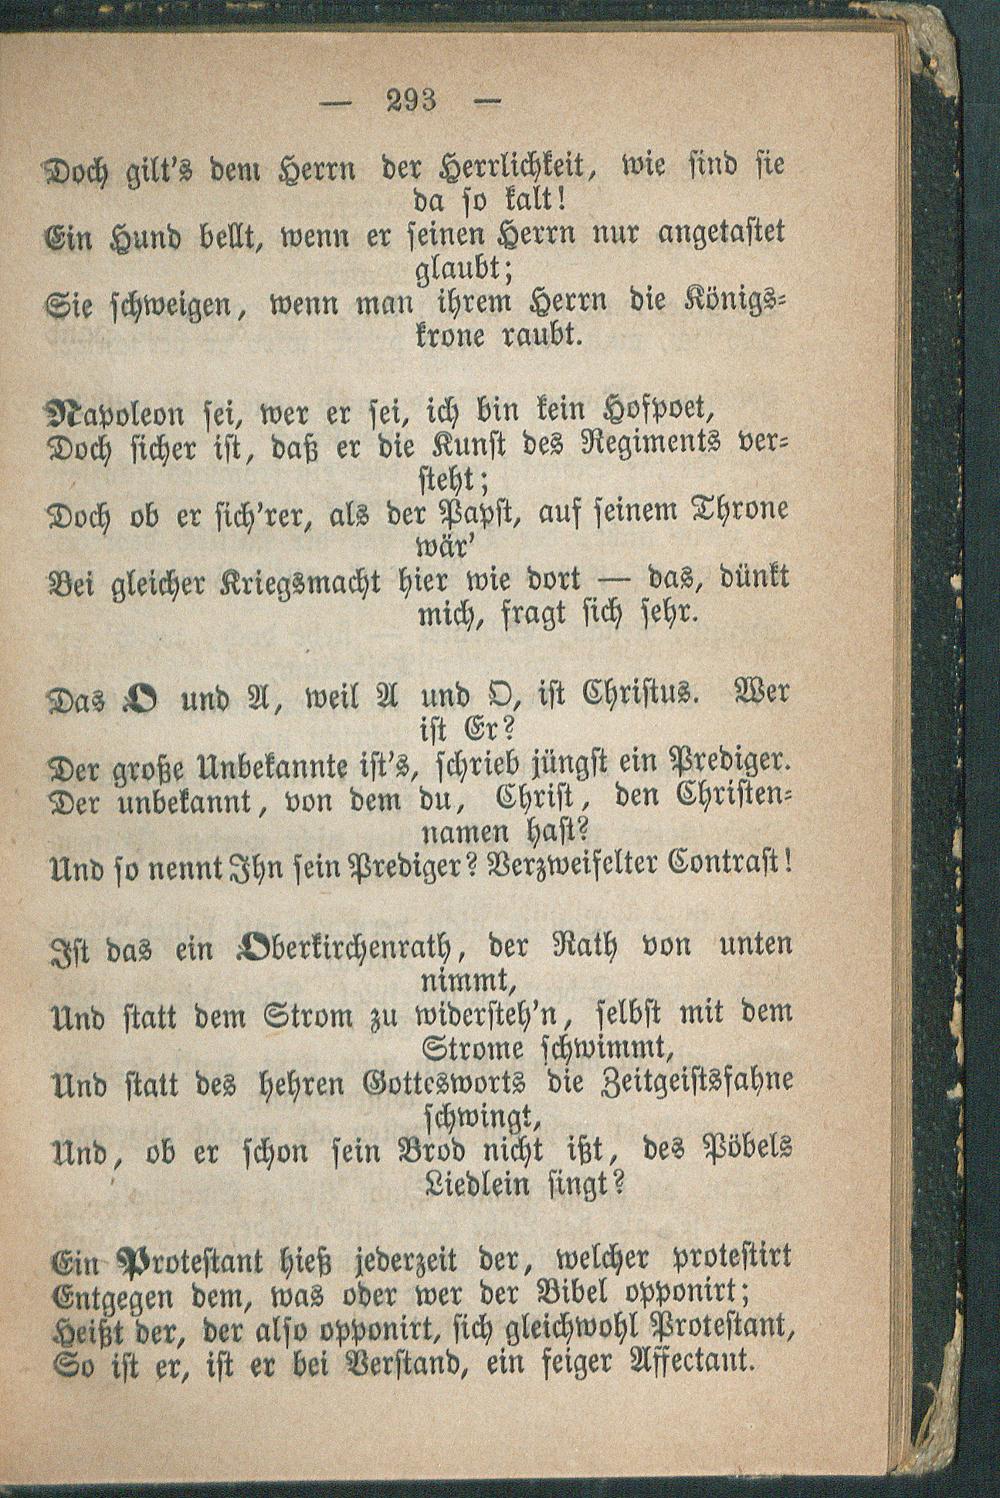 — 293 —
Doch gilt's dem Herrn der Herrlichkeit, wie sind sie
da so kalt!
Ein Hund bellt, wenn er seinen Herrn nur angetastet
glaubt;
Sie schweigen, wenn man ihrem Herrn die Königs-
krone raubt.
Napoleon sei, wer er sei, ich bin kein Hofpoet,
Doch sicher ist, daß er die Kunst des Regiments ver-
steht;
Doch ob er sich'rer, als der Papst, auf seinem Throne
wär'
Bei gleicher Kriegsmacht hier wie dort — das, dünkt
mich, fragt sich sehr.
Das O und A, weil A und O, ist Christus. Wer
ist Er?
Der große Unbekannte ist's, schrieb jüngst ein Prediger.
Der unbekannt, von dem du, Christ, den Christen-
namen hast?
Und so nennt Ihn sein Prediger? Verzweifelter Contrast!
Ist das ein Oberkirchenrath, der Rath von unten
nimmt,
Und statt dem Strom zu widersteh'n, selbst mit dem
Strome schwimmt,
Und statt des hehren Gottesworts die Zeitgeistsfahne
schwingt,
Und, ob er schon sein Brod nicht ißt, des Pöbels
Liedlein singt?
Ein Protestant hieß jederzeit der, welcher protestirt
Entgegen dem, was oder wer der Bibel opponirt;
Heißt der, der also opponirt, sich gleichwohl Protestant,
So ist er, ist er bei Verstand, ein feiger Affectant.